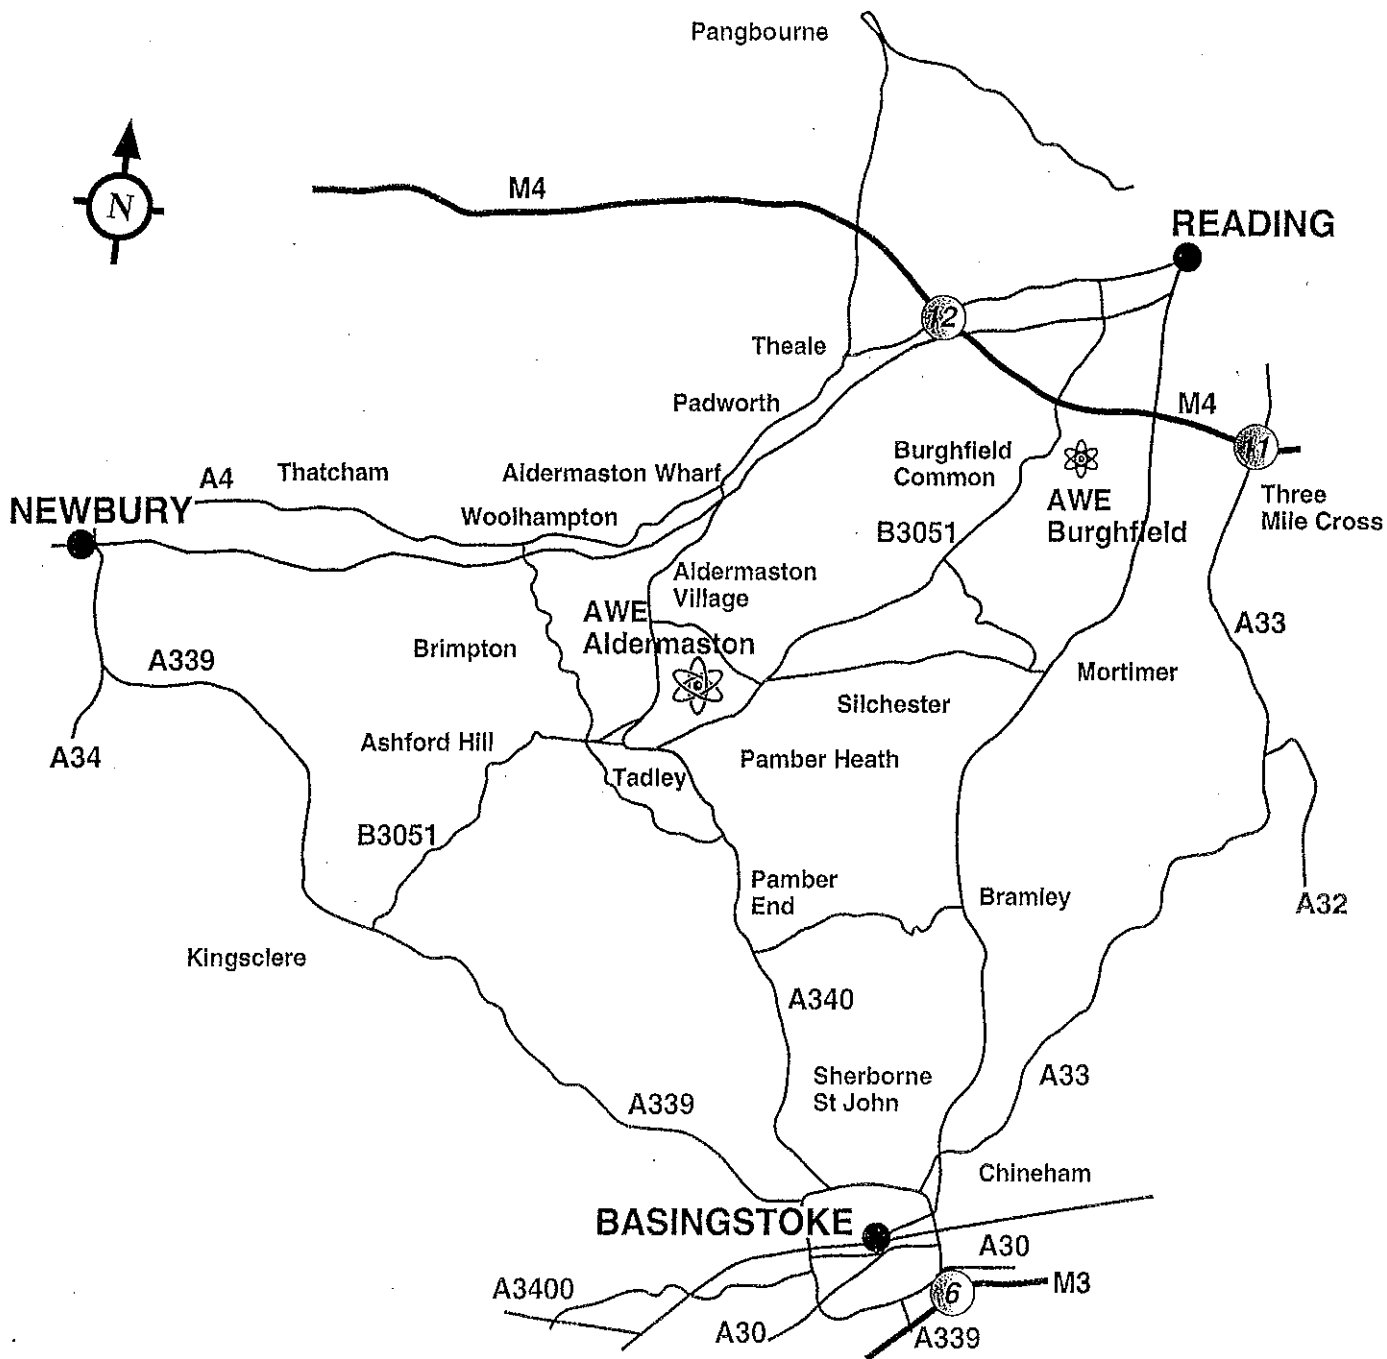 Pangbourne
M4
N
READING
12
Theale
Padworth
M4
11
Burghfield
Common
A4
Thatcham
Aldermaston Wharf
NEWBURY
Woolhampton
AWE
Burghfield
Three
Mile Cross
B3051
Aldermaston
Village
AWE
Aldermaston
A33
Brimpton
A339
Mortimer
Silchester
A34
Ashford Hill
Pamber Heath
Tadley
B3051
Pamber
End
Bramley
A32
Kingsclere
A340
Sherborne
St John
A33
A339
Chineham
BASINGSTOKE
A30
A3400
6
M3
A30
A339